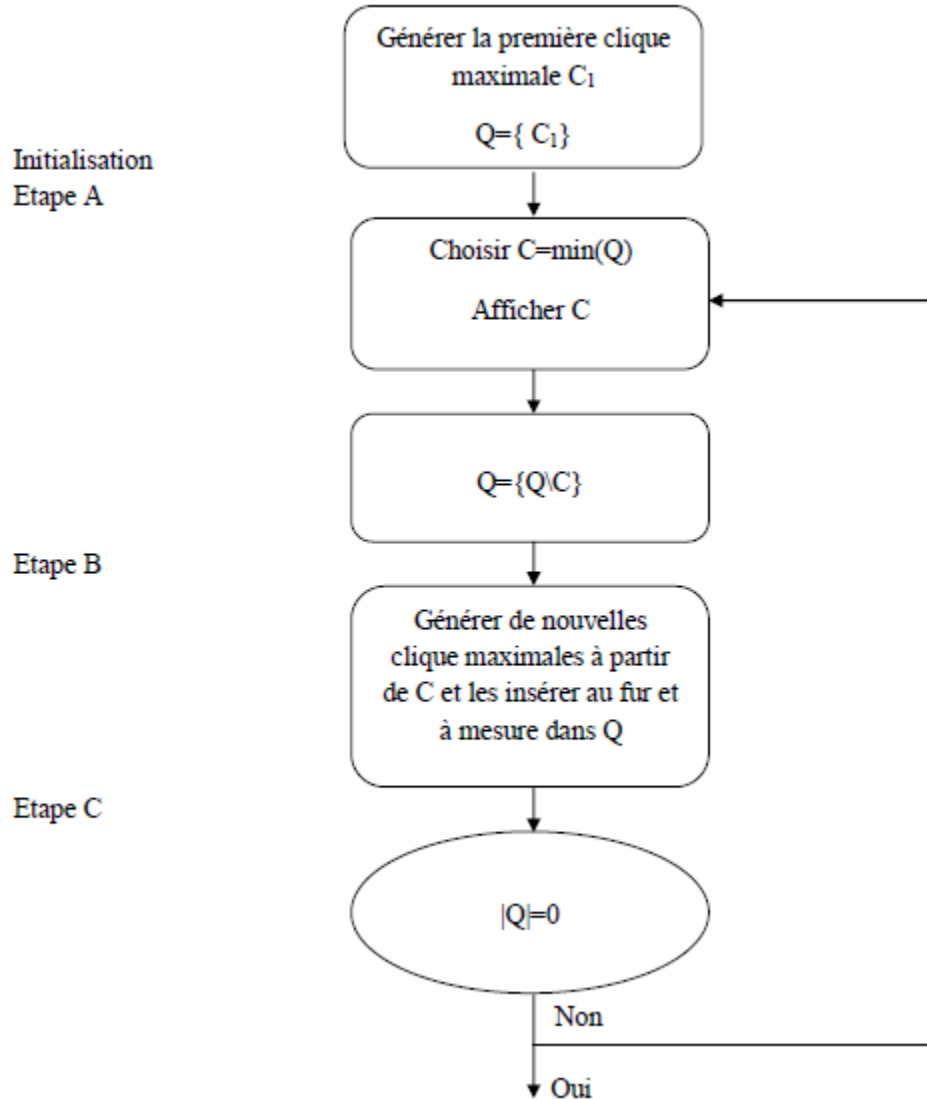 Générer la première clique
maximale C₁
Q={ C₁}
Initialisation
Etape A
Choisir C=min(Q)
Afficher C
Q={Q\C}
Etape B
Générer de nouvelles
clique maximales à partir
de C et les insérer au fur et
à mesure dans Q
Etape C
|Q|=0
Non
Oui